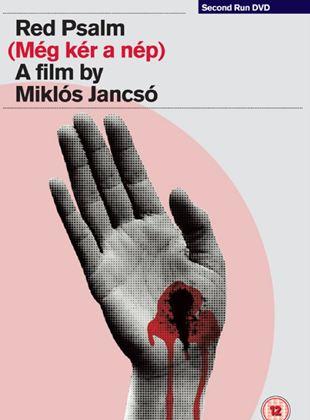 Second Run DVD
Red Psalm
(Még kér a nép)
A film by
Miklós Jancsó
12